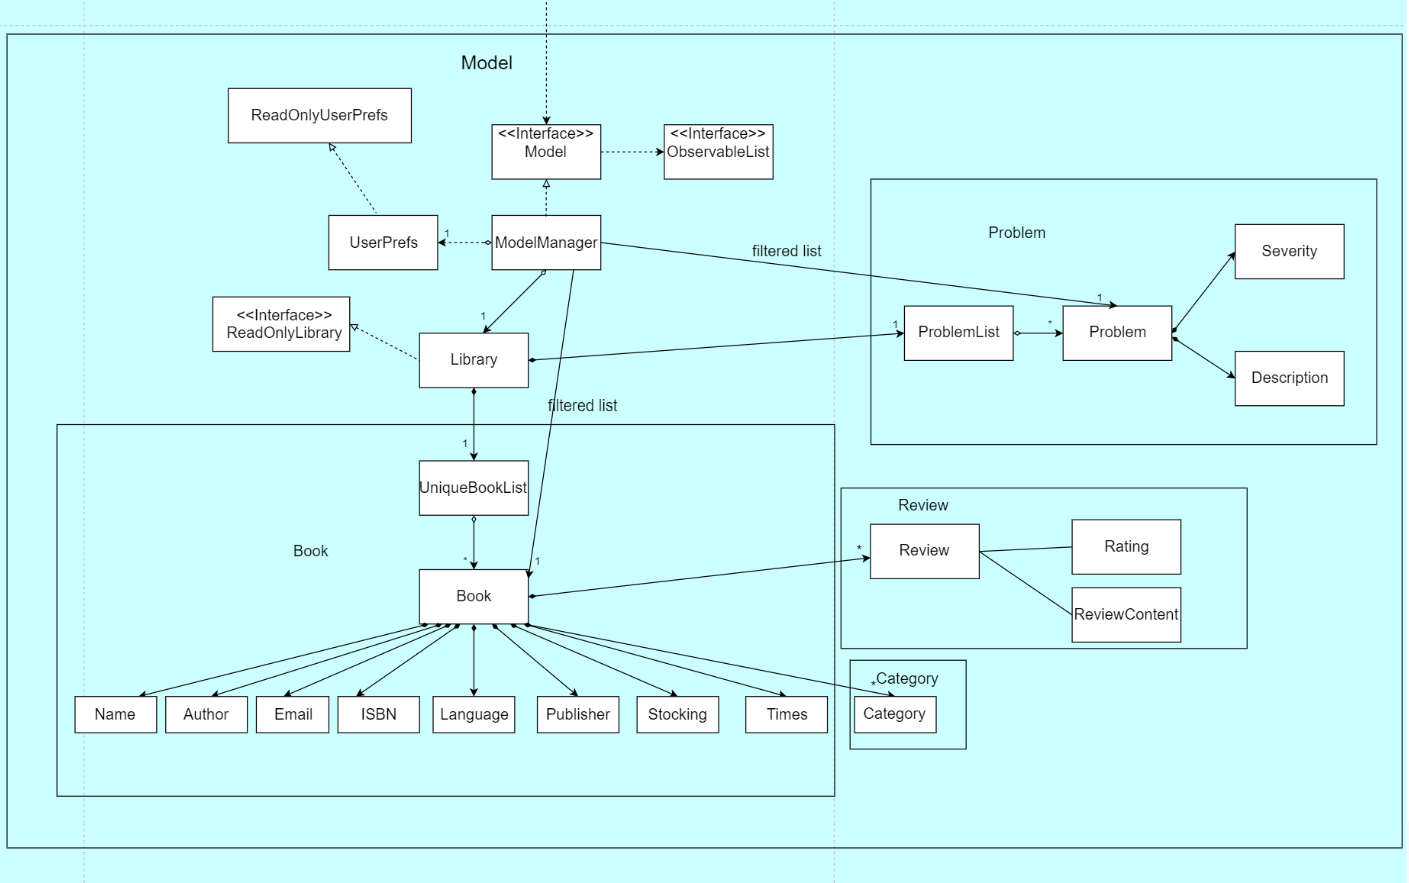 Model
ReadOnlyUserPrefs
<<Interface>>
Model
<<Interface>>
ObservableList
UserPrefs
1
ModelManager
filtered list
Problem
Severity
<<Interface>>
ReadOnlyLibrary
1
Library
1
ProblemList
*
1
Problem
Description
filtered list
1
UniqueBookList
Book
*
1
Book
*
Review
Review
Rating
ReviewContent
Name
Author
Email
ISBN
Language
Publisher
Stocking
Times
*
Category
Category